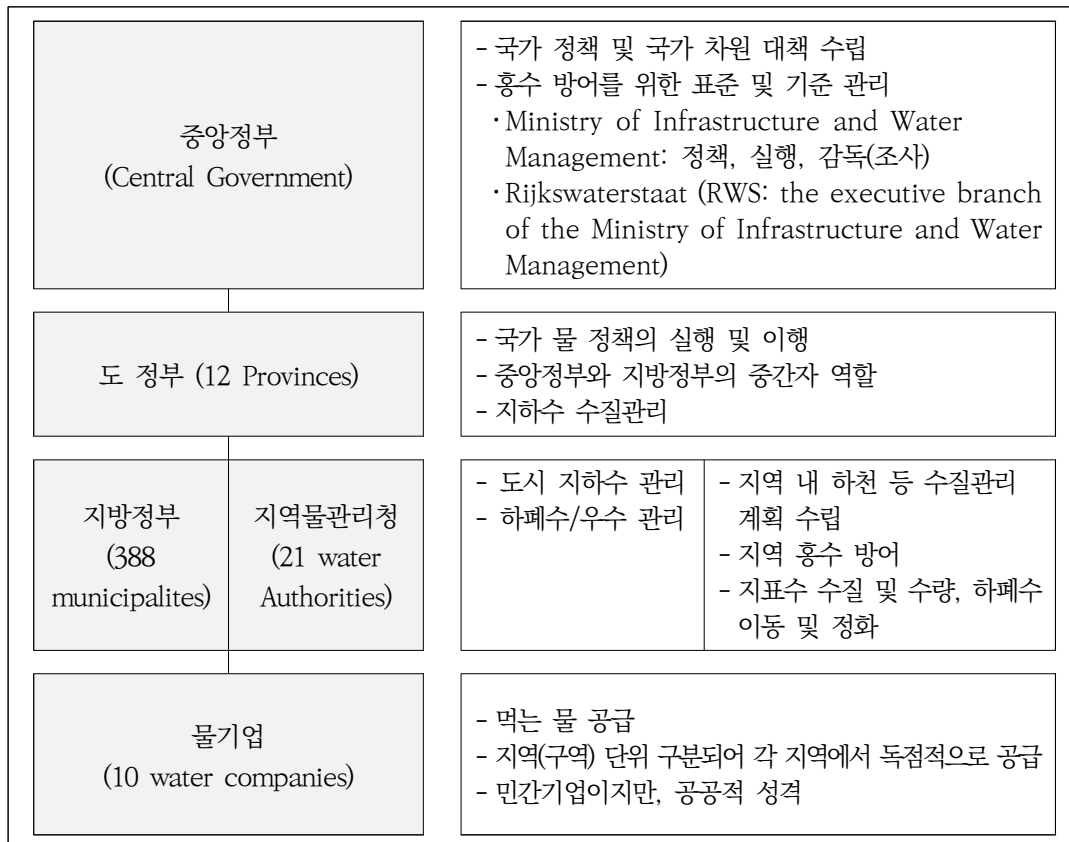 중앙정부
(Central Government)
- 국가 정책 및 국가 차원 대책 수립
- 홍수 방어를 위한 표준 및 기준 관리
·Ministry of Infrastructure and Water
Management: 정책, 실행, 감독(조사)
·Rijkswaterstaat (RWS: the executive branch
of the Ministry of Infrastructure and Water
Management)
도 정부 (12 Provinces)
- 국가 물 정책의 실행 및 이행
- 중앙정부와 지방정부의 중간자 역할
- 지하수 수질관리
지방정부
(388
municipalites)
지역물관리청
(21 water
Authorities)
- 도시 지하수 관리
- 하폐수/우수 관리
- 지역 내 하천 등 수질관리
계획 수립
- 지역 홍수 방어
- 지표수 수질 및 수량, 하폐수
이동 및 정화
물기업
(10 water companies)
- 먹는 물 공급
- 지역(구역) 단위 구분되어 각 지역에서 독점적으로 공급
- 민간기업이지만, 공공적 성격